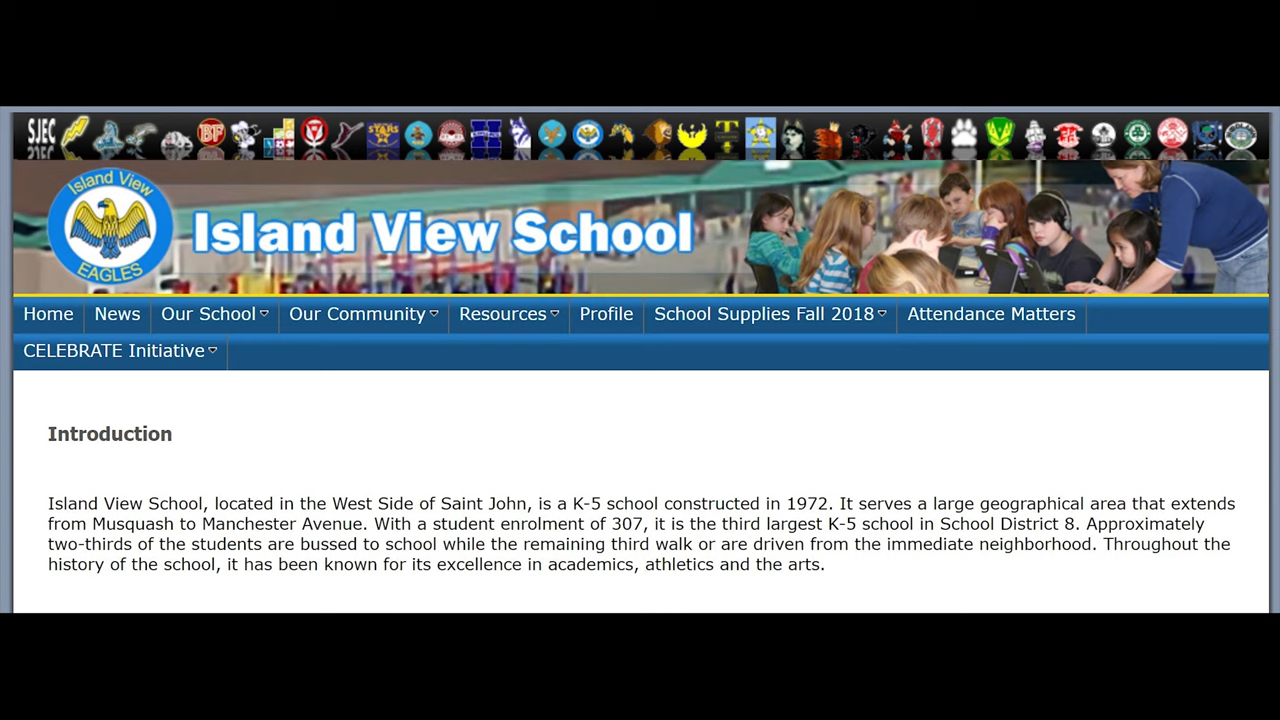 SJEC
BF
STARS
H
T
Island View
EAGLES
Island View School
Home News Our School Our Community Resources Profile School Supplies Fall 2018 Attendance Matters
CELEBRATE Initiative
Introduction
Island View School, located in the West Side of Saint John, is a K-5 school constructed in 1972. It serves a large geographical area that extends
from Musquash to Manchester Avenue. With a student enrolment of 307, it is the third largest K-5 school in School District 8. Approximately
two-thirds of the students are bussed to school while the remaining third walk or are driven from the immediate neighborhood. Throughout the
history of the school, it has been known for its excellence in academics, athletics and the arts.